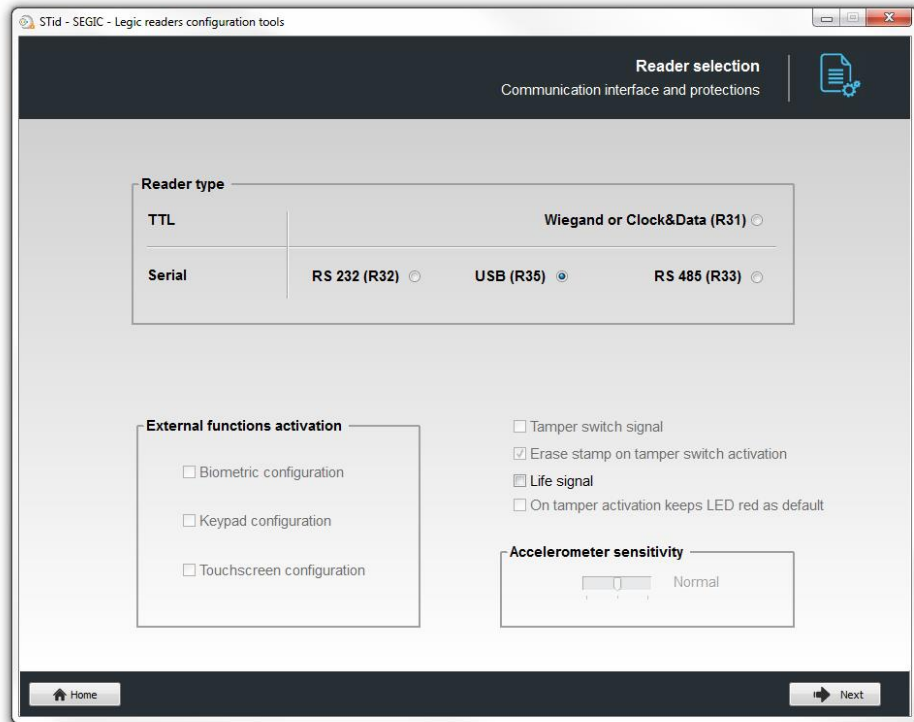 STid - SEGIC - Legic readers configuration tools
Reader selection
Communication interface and protections
Reader type
TTL
Wiegand or Clock&Data (R31)
Serial
RS 232 (R32)
USB (R35)
RS 485 (R33)
External functions activation
Biometric configuration
Keypad configuration
Touchscreen configuration
Tamper switch signal
Erase stamp on tamper switch activation
Life signal
On tamper activation keeps LED red as default
Accelerometer sensitivity
Normal
Home
Next